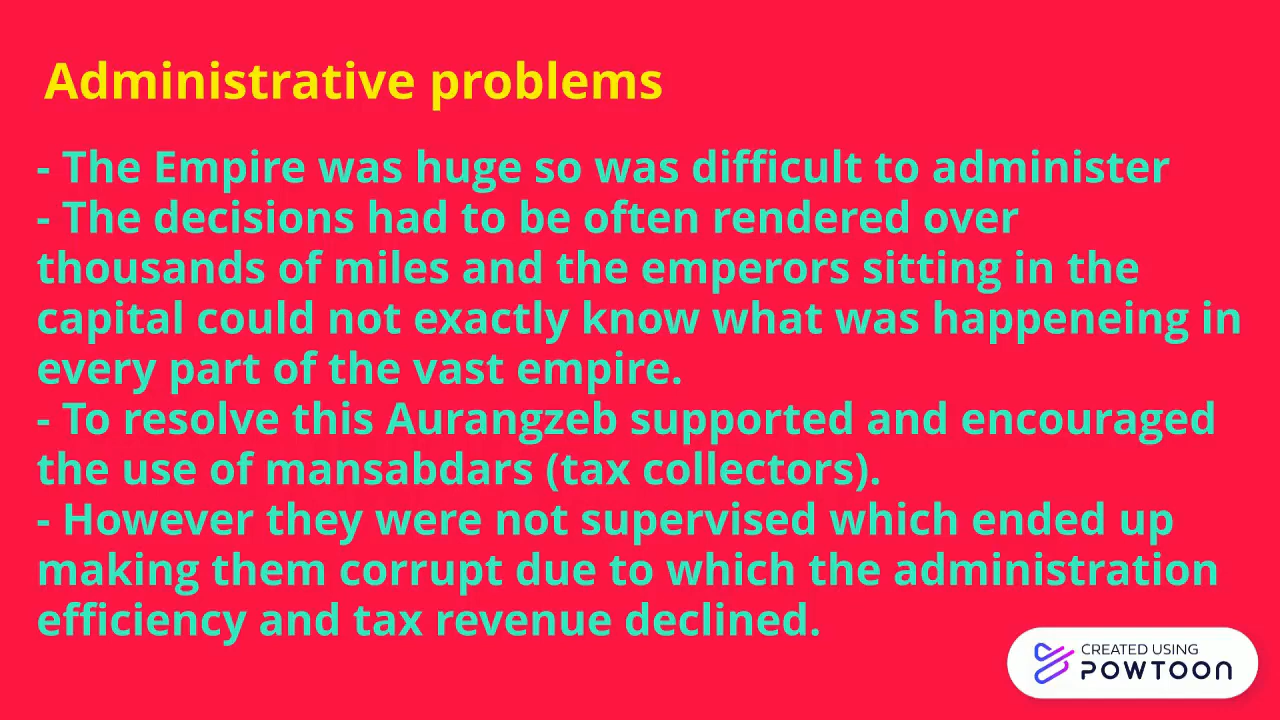 Administrative problems
- The Empire was huge so was difficult to administer
- The decisions had to be often rendered over
thousands of miles and the emperors sitting in the
capital could not exactly know what was happeneing in
every part of the vast empire.
- To resolve this Aurangzeb supported and encouraged
the use of mansabdars (tax collectors).
- However they were not supervised which ended up
making them corrupt due to which the administration
efficiency and tax revenue declined.
CREATED USING
POWTOON